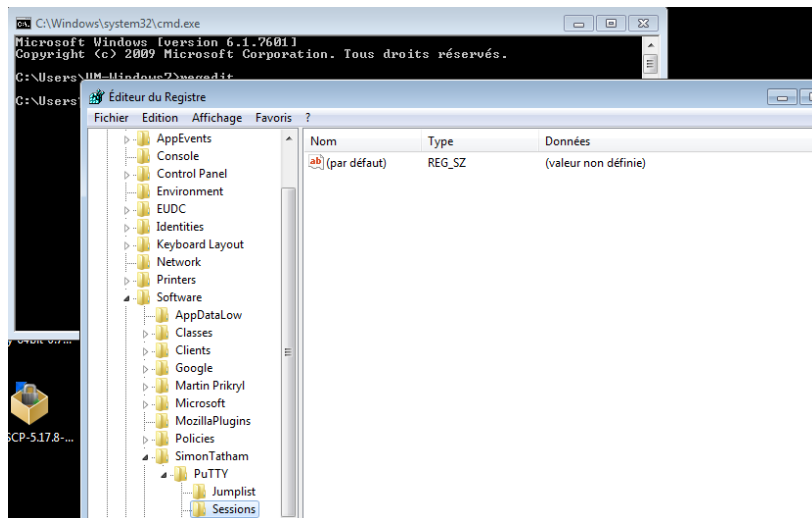 C:\Windows\system32\cmd.exe
Microsoft Windows [version 6.1.7601]
Copyright (c) 2009 Microsoft Corporation. Tous droits réservés.
C:\Users\VM-Windows7>regedit
C:\Users\
Éditeur du Registre
Fichier Edition Affichage Favoris ?
AppEvents
Console
Control Panel
Environment
EUDC
Identities
Keyboard Layout
Network
Printers
Software
AppDataLow
Classes
Clients
Google
Martin Prikryl
Microsoft
MozillaPlugins
Policies
SimonTatham
PuTTY
Jumplist
Sessions
Nom Type Données
ab (par défaut) REG_SZ (valeur non définie)
SCP-5.17.8-...